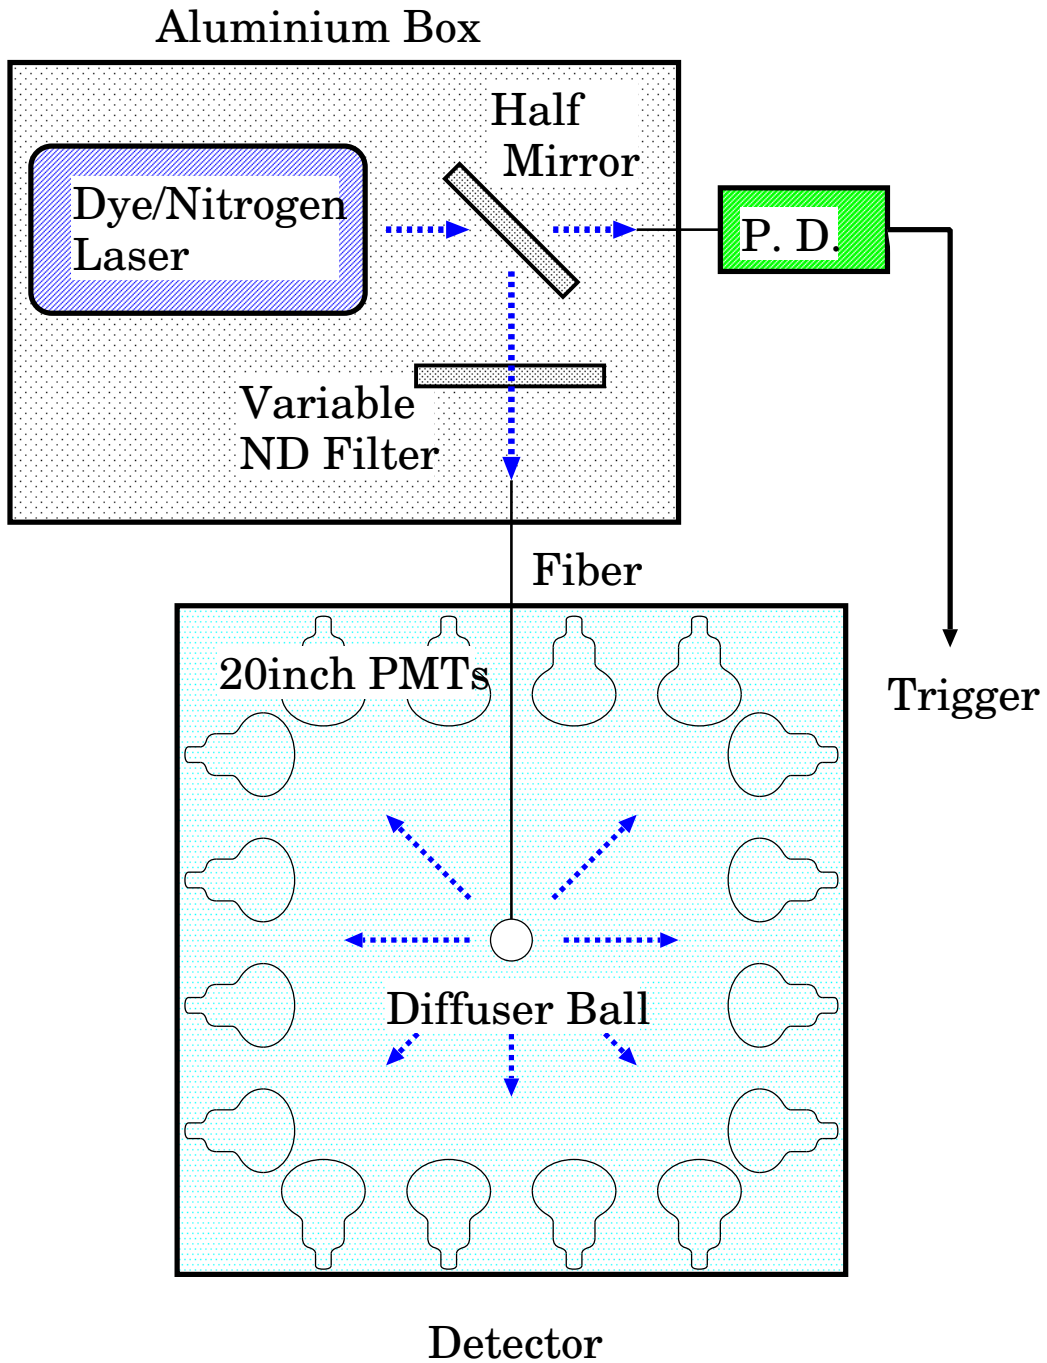 Aluminium Box
Half
Mirror
Dye/Nitrogen
Laser
P. D.
Variable
ND Filter
Fiber
20inch PMTs
Trigger
Diffuser Ball
Detector